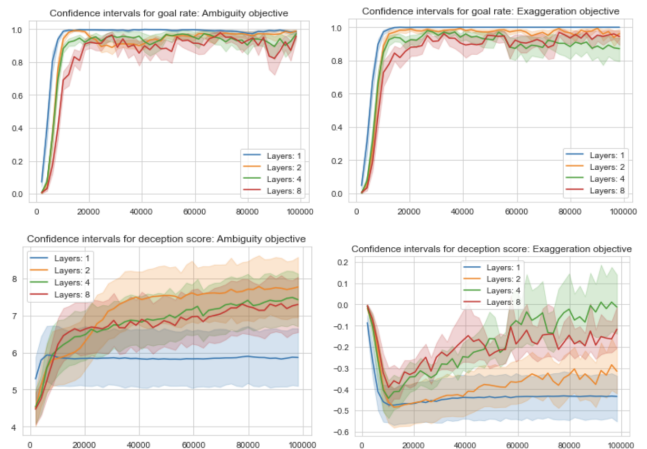 Confidence intervals for goal rate: Ambiguity objective
1.0
0.8
0.6
0.4
0.2
0.0
Layers: 1
Layers: 2
Layers: 4
Layers: 8
0 20000 40000 60000 80000 100000
Confidence intervals for goal rate: Exaggeration objective
1.0
0.8
0.6
0.4
0.2
0.0
Layers: 1
Layers: 2
Layers: 4
Layers: 8
0 20000 40000 60000 80000 100000
Confidence intervals for deception score: Ambiguity objective
Layers: 1
Layers: 2
Layers: 4
Layers: 8
8
7
6
5
4
0 20000 40000 60000 80000 100000
Confidence intervals for deception score: Exaggeration objective
0.2
0.1
0.0
−0.1
−0.2
−0.3
−0.4
−0.5
−0.6
Layers: 1
Layers: 2
Layers: 4
Layers: 8
0 20000 40000 60000 80000 100000